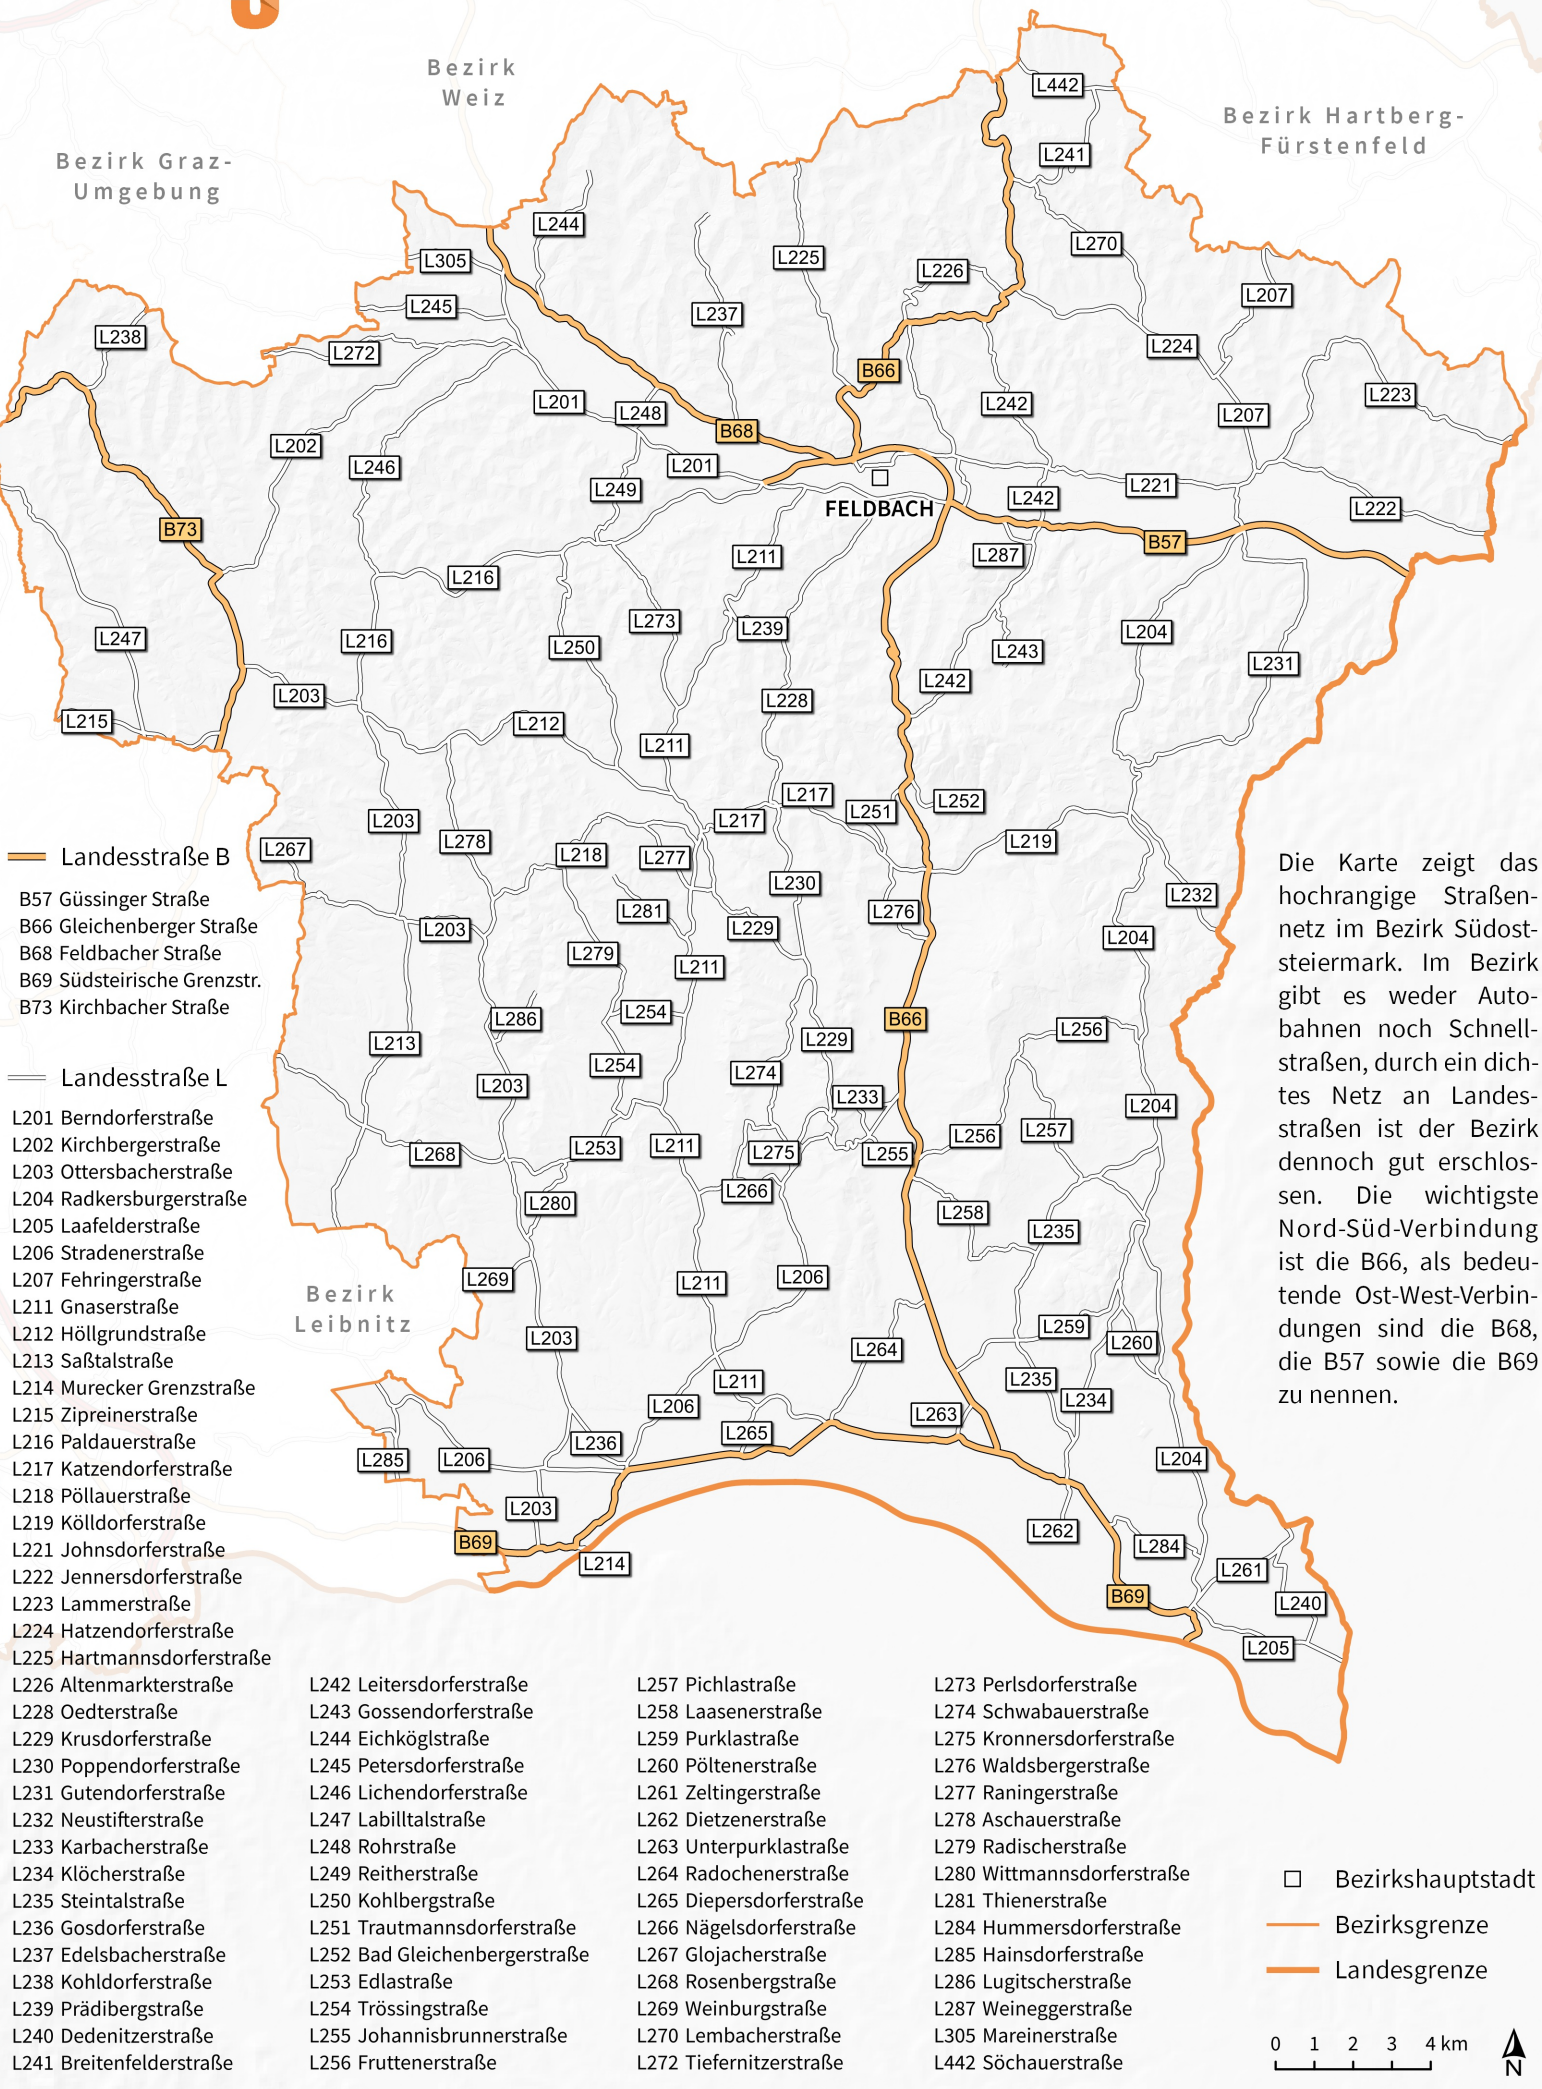 Bezirk
Weiz
Bezirk Graz-
Umgebung
Bezirk Hartberg-
Fürstenfeld
L442
L241
L244
L270
L305
L225
L226
L245
L207
L237
L238
L272
L224
B66
L201
L248
L242
L223
L207
B68
L202
L246
L201
L249
L221
L242
L222
FELDBACH
B73
B57
L211
L287
L216
L273
L239
L204
L247
L216
L250
L243
L231
L242
L203
L228
L215
L212
L211
L217
L252
L251
L203
L217
L278
L219
L267
L218
L277
L230
L232
L281
L276
L203
L229
L204
L279
L211
L254
L286
B66
L256
L213
L229
L254
L274
L203
L233
L204
L257
L256
L253
L211
L275
L255
L268
L266
L280
L258
L235
L269
L211
L206
Bezirk
Leibnitz
L259
L203
L260
L264
L211
L235
L234
L206
L263
L265
L236
L285
L206
L204
L203
L262
B69
L284
L214
L261
B69
L240
L205
Landesstraße B
B57 Güssinger Straße
B66 Gleichenberger Straße
B68 Feldbacher Straße
B69 Südsteirische Grenzstr.
B73 Kirchbacher Straße
Landesstraße L
L201 Berndorferstraße
L202 Kirchbergerstraße
L203 Ottersbacherstraße
L204 Radkersburgerstraße
L205 Laafelderstraße
L206 Stradenerstraße
L207 Fehringerstraße
L211 Gnaserstraße
L212 Höllgrundstraße
L213 Saßtalstraße
L214 Murecker Grenzstraße
L215 Zipreinerstraße
L216 Paldauerstraße
L217 Katzendorferstraße
L218 Pöllauerstraße
L219 Kölldorferstraße
L221 Johnsdorferstraße
L222 Jennersdorferstraße
L223 Lammerstraße
L224 Hatzendorferstraße
L225 Hartmannsdorferstraße
L226 Altenmarkterstraße
L228 Oedterstraße
L229 Krusdorferstraße
L230 Poppendorferstraße
L231 Gutendorferstraße
L232 Neustifterstraße
L233 Karbacherstraße
L234 Klöcherstraße
L235 Steintalstraße
L236 Gosdorferstraße
L237 Edelsbacherstraße
L238 Kohldorferstraße
L239 Prädibergstraße
L240 Dedenitzerstraße
L241 Breitenfelderstraße
L242 Leitersdorferstraße
L243 Gossendorferstraße
L244 Eichköglstraße
L245 Petersdorferstraße
L246 Lichendorferstraße
L247 Labilltalstraße
L248 Rohrstraße
L249 Reitherstraße
L250 Kohlbergstraße
L251 Trautmannsdorferstraße
L252 Bad Gleichenbergerstraße
L253 Edlastraße
L254 Trössingstraße
L255 Johannisbrunnerstraße
L256 Fruttenerstraße
L257 Pichlastraße
L258 Laasenerstraße
L259 Purklastraße
L260 Pöltenerstraße
L261 Zeltingerstraße
L262 Dietzenerstraße
L263 Unterpurklastraße
L264 Radochenerstraße
L265 Diepersdorferstraße
L266 Nägelsdorferstraße
L267 Glojacherstraße
L268 Rosenbergstraße
L269 Weinburgstraße
L270 Lembacherstraße
L272 Tiefernitzerstraße
L273 Perlsdorferstraße
L274 Schwabauerstraße
L275 Kronnersdorferstraße
L276 Waldsbergerstraße
L277 Raningerstraße
L278 Aschauerstraße
L279 Radischerstraße
L280 Wittmannsdorferstraße
L281 Thienerstraße
L284 Hummersdorferstraße
L285 Hainsdorferstraße
L286 Lugitscherstraße
L287 Weineggerstraße
L305 Mareinerstraße
L442 Söchauerstraße
Die Karte zeigt das
hochrangige Straßen-
netz im Bezirk Südost-
steiermark. Im Bezirk
gibt es weder Auto-
bahnen noch Schnell-
straßen, durch ein dich-
tes Netz an Landes-
straßen ist der Bezirk
dennoch gut erschlos-
sen. Die wichtigste
Nord-Süd-Verbindung
ist die B66, als bedeu-
tende Ost-West-Verbin-
dungen sind die B68,
die B57 sowie die B69
zu nennen.
Bezirkshauptstadt
Bezirksgrenze
Landesgrenze
0 1 2 3 4 km
N